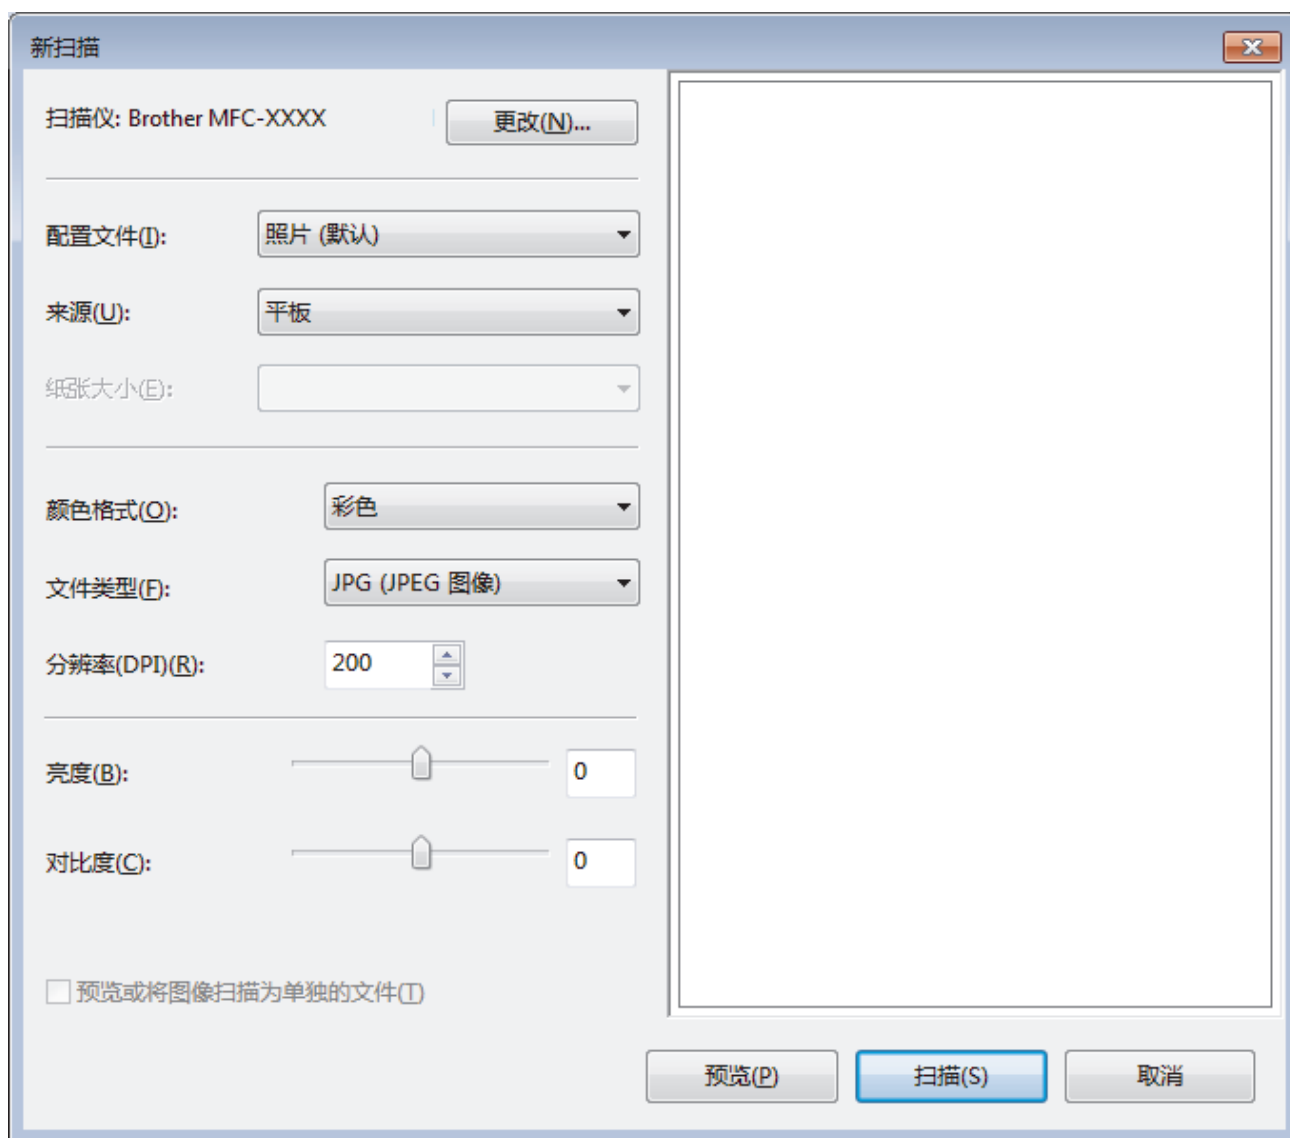 新扫描
扫描仪: Brother MFC-XXXX
更改(N)...
配置文件(I):
照片 (默认)
来源(U):
平板
纸张大小(E):
颜色格式(O):
彩色
文件类型(F):
JPG (JPEG 图像)
分辨率(DPI)(R):
200
亮度(B):
0
对比度(C):
0
预览或将图像扫描为单独的文件(T)
预览(P)
扫描(S)
取消